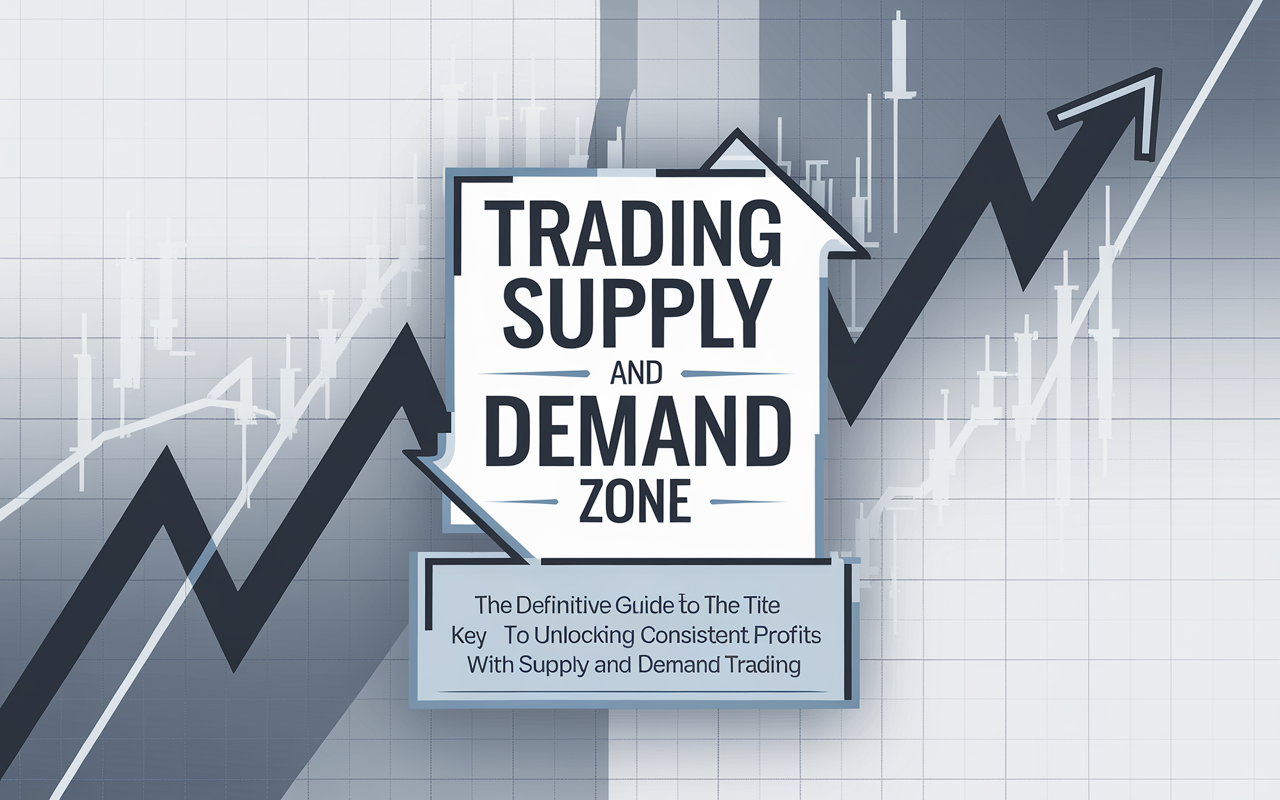 TRADING
SUPPLY
AND
DEMAND
ZONE
The Definitive Guide to The Tite
Key To Unlocking Consistent Profits
With Supply and Demand Trading